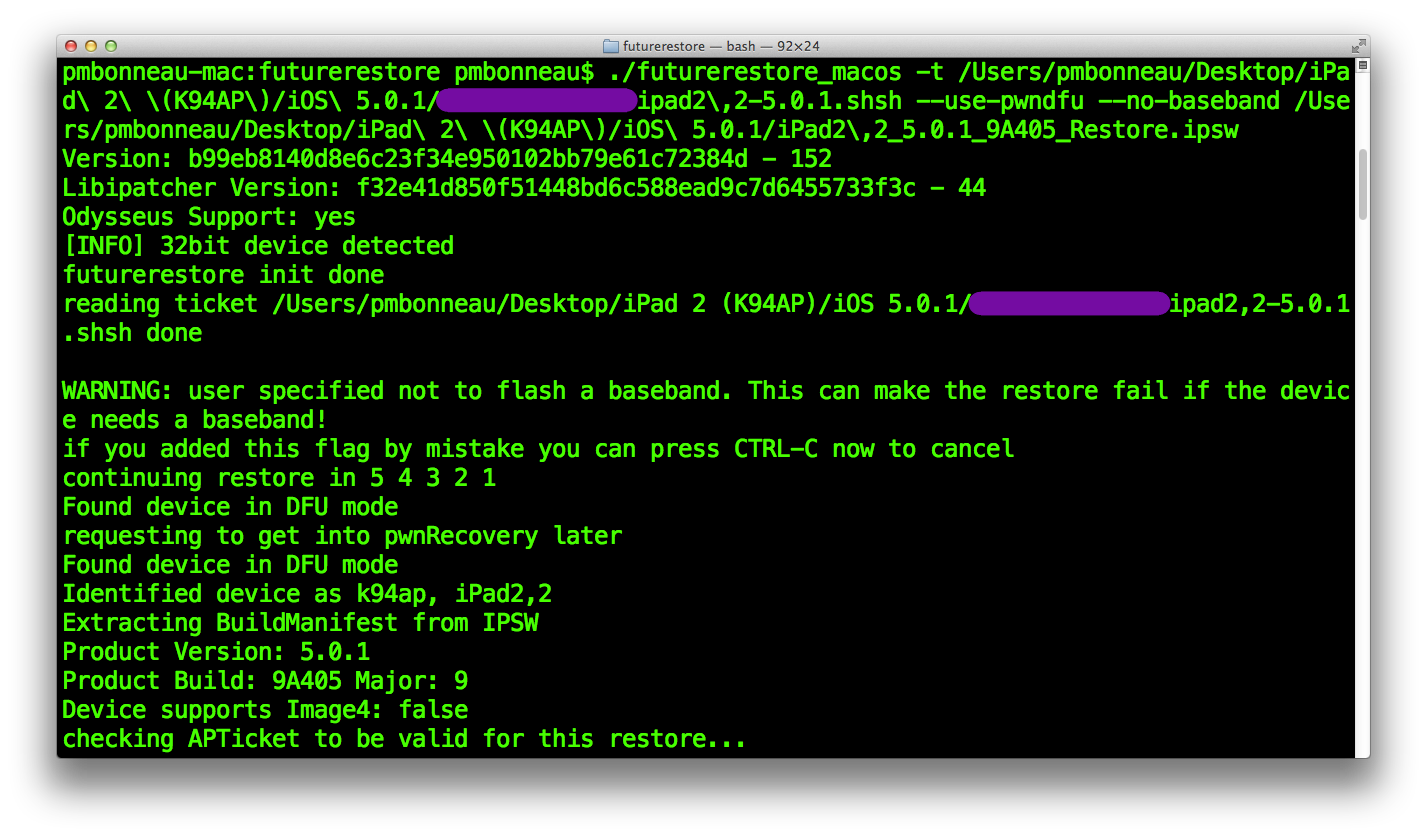 futurerestore — bash — 92×24
pmbonneau-mac:futurerestore pmbonneau$ ./futurerestore_macos -t /Users/pmbonneau/Desktop/iPa
d\ 2\ \(K94AP\)/iOS\ 5.0.1/ ipad2\,2-5.0.1.shsh --use-pwndfu --no-baseband /Use
rs/pmbonneau/Desktop/iPad\ 2\ \(K94AP\)/iOS\ 5.0.1/iPad2\,2_5.0.1_9A405_Restore.ipsw
Version: b99eb8140d8e6c23f34e950102bb79e61c72384d - 152
Libipatcher Version: f32e41d850f51448bd6c588ead9c7d6455733f3c - 44
Odysseus Support: yes
[INFO] 32bit device detected
futurerestore init done
reading ticket /Users/pmbonneau/Desktop/iPad 2 (K94AP)/iOS 5.0.1/ ipad2,2-5.0.1
.shsh done
WARNING: user specified not to flash a baseband. This can make the restore fail if the devic
e needs a baseband!
if you added this flag by mistake you can press CTRL-C now to cancel
continuing restore in 5 4 3 2 1
Found device in DFU mode
requesting to get into pwnRecovery later
Found device in DFU mode
Identified device as k94ap, iPad2,2
Extracting BuildManifest from IPSW
Product Version: 5.0.1
Product Build: 9A405 Major: 9
Device supports Image4: false
checking APTicket to be valid for this restore...